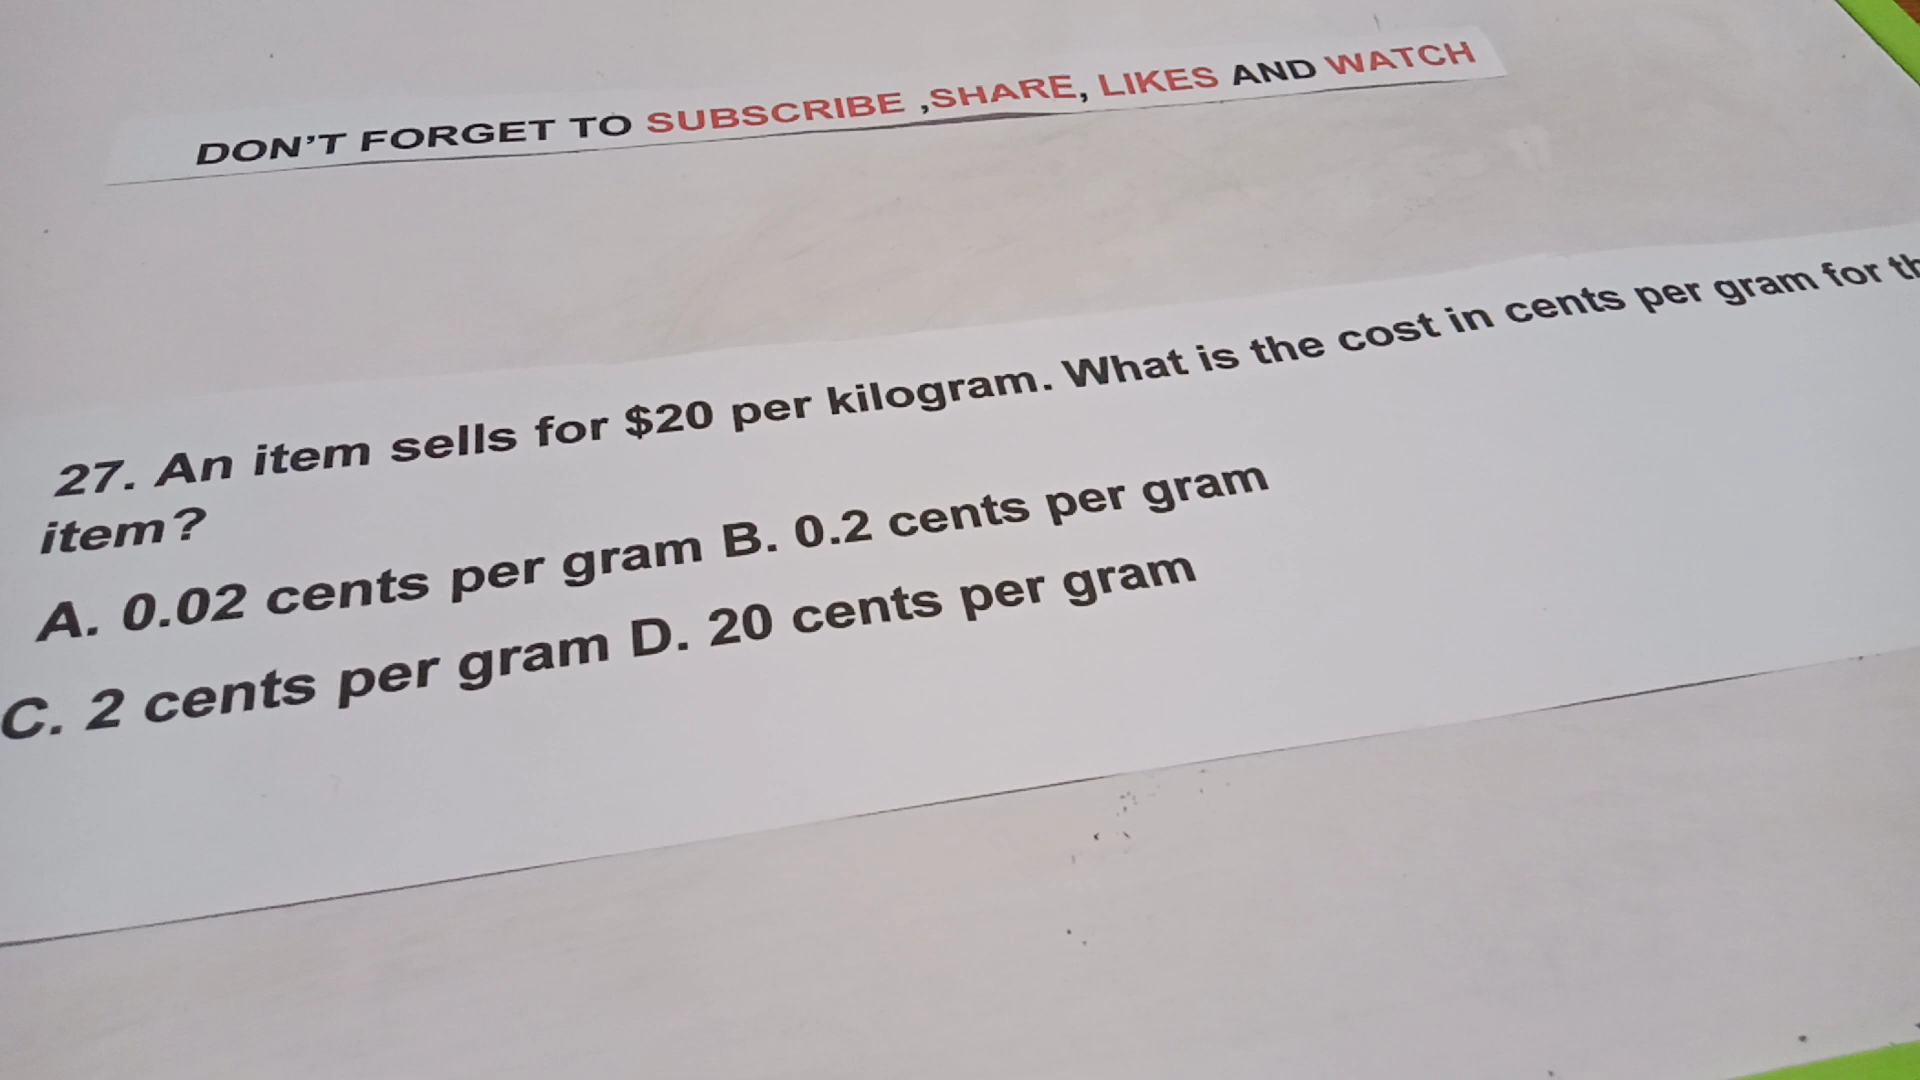 DON'T FORGET TO SUBSCRIBE ,SHARE, LIKES AND WATCH
27. An item sells for $20 per kilogram. What is the cost in cents per gram for
item?
A. 0.02 cents per gram B. 0.2 cents per gram
C. 2 cents per gram D. 20 cents per gram